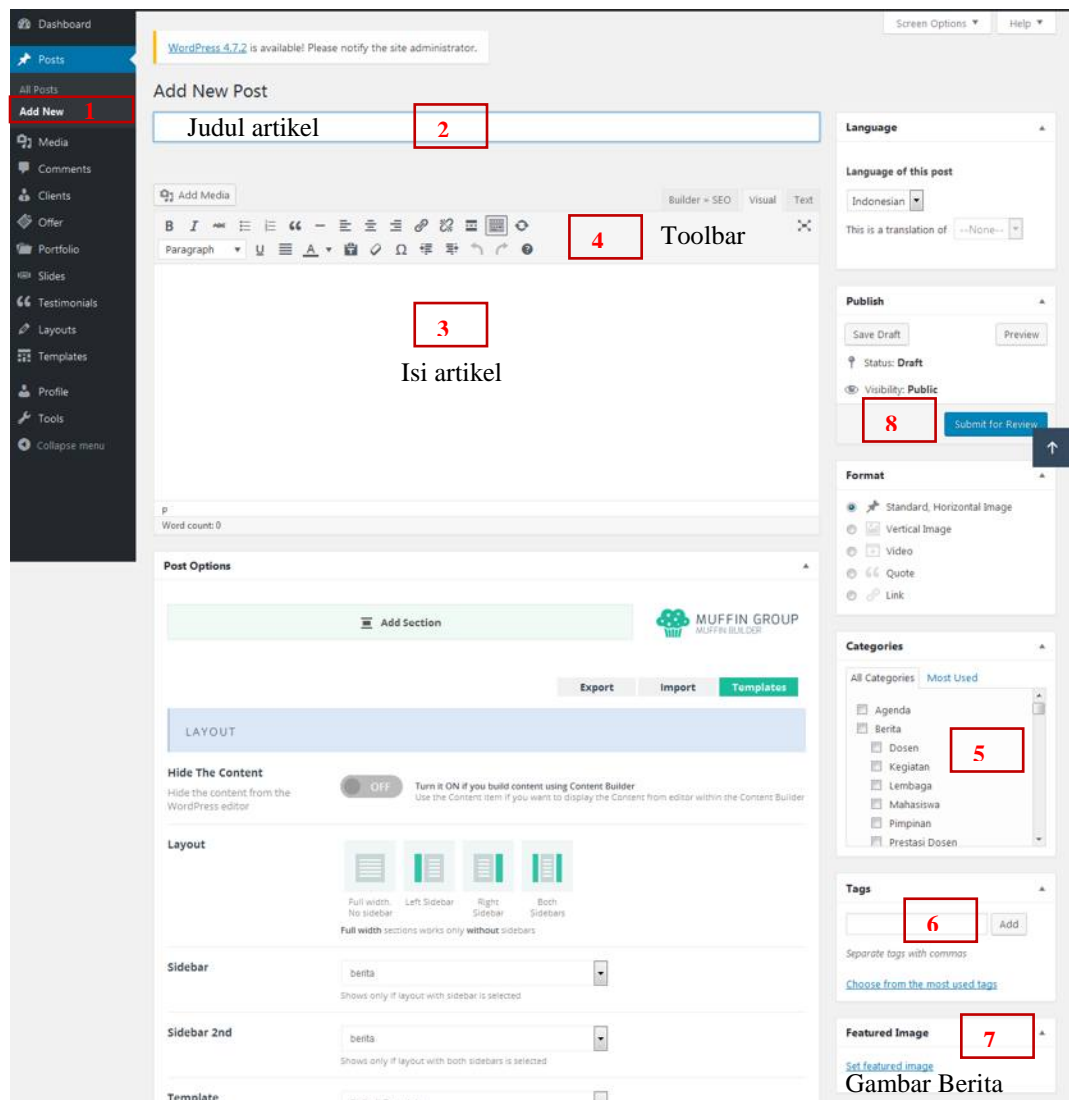 Dashboard
Posts
All Posts
Add New 1
Media
Comments
Clients
Offer
Portfolio
Slides
Testimonials
Layouts
Templates
Profile
Tools
Collapse menu
Screen Options Help
WordPress 4.7.2 is available! Please notify the site administrator.
Add New Post
Judul artikel 2
Add Media
Builder » SEO Visual Text
B I ABC
4 Toolbar
Paragraph U A Ω
3
Isi artikel
P
Word count: 0
Post Options
Add Section
MUFFIN GROUP
MUFFIN BUILDER
Export Import Templates
LAYOUT
Hide The Content
Hide the content from the
WordPress editor
OFF
Turn it ON if you build content using Content Builder
Use the Content item if you want to display the Content from editor within the Content Builder
Layout
Full width. Left Sidebar Right Both
No sidebar Sidebar Sidebars
Full width sections works only without sidebars
Sidebar
berita
Shows only if layout with sidebar is selected
Sidebar 2nd
berita
Shows only if layout with both sidebars is selected
Template
Language
Language of this post
Indonesian
This is a translation of --None--
Publish
Save Draft Preview
Status: Draft
Visibility: Public
8 Submit for Review
Format
Standard, Horizontal Image
Vertical Image
Video
Quote
Link
Categories
All Categories Most Used
Agenda
Berita
Dosen
Kegiatan
Lembaga
Mahasiswa
Pimpinan
Prestasi Dosen
5
Tags
6 Add
Separate tags with commas
Choose from the most used tags
Featured Image 7
Set featured image
Gambar Berita